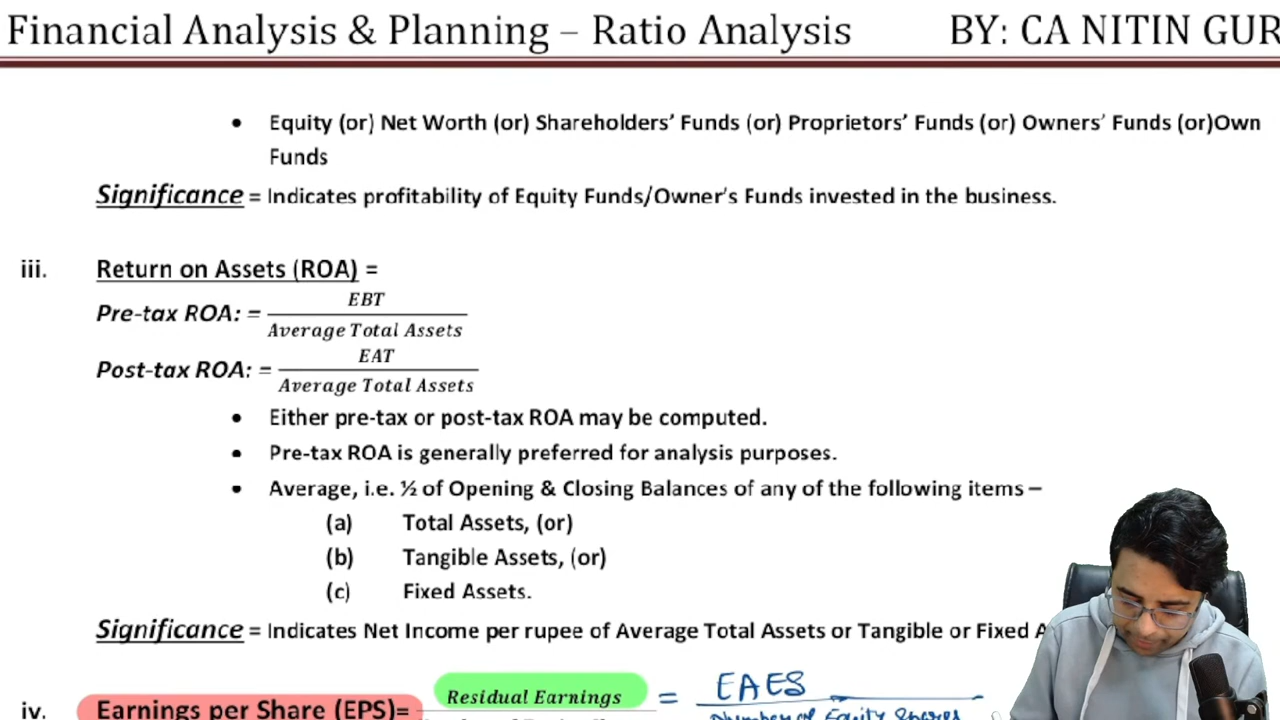 Financial Analysis & Planning – Ratio Analysis BY: CA NITIN GUR
• Equity (or) Net Worth (or) Shareholders' Funds (or) Proprietors' Funds (or) Owners' Funds (or)Own
Funds
Significance = Indicates profitability of Equity Funds/Owner's Funds invested in the business.
iii. Return on Assets (ROA) =
Pre-tax ROA: = EBT
Average Total Assets
Post-tax ROA: = EAT
Average Total Assets
• Either pre-tax or post-tax ROA may be computed.
• Pre-tax ROA is generally preferred for analysis purposes.
• Average, i.e. ½ of Opening & Closing Balances of any of the following items –
(a) Total Assets, (or)
(b) Tangible Assets, (or)
(c) Fixed Assets.
Significance = Indicates Net Income per rupee of Average Total Assets or Tangible or Fixed A
iv. Earnings per Share (EPS)= Residual Earnings = EAES
Number of Equity Shares